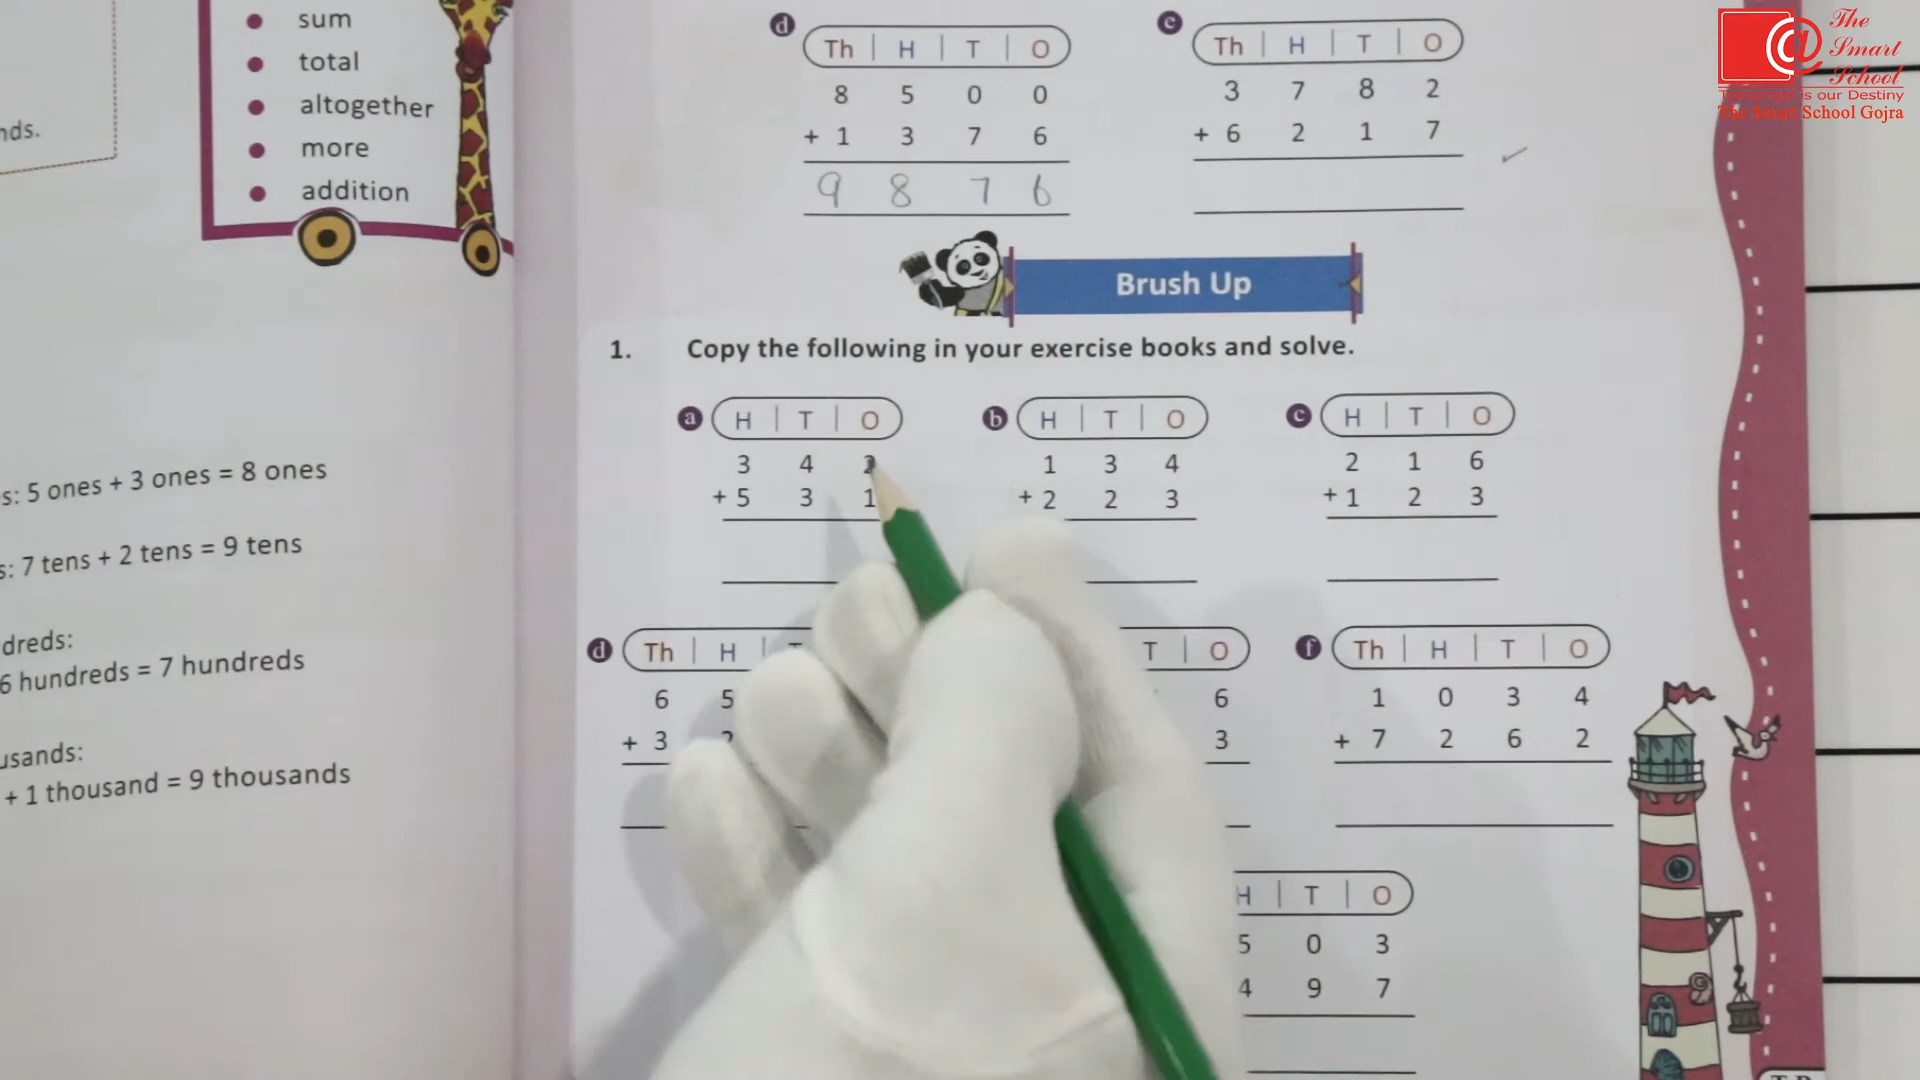 sum
total
altogether
more
addition
nds.
s: 5 ones + 3 ones = 8 ones
s: 7 tens + 2 tens = 9 tens
dreds:
6 hundreds = 7 hundreds
usands:
+ 1 thousand = 9 thousands
d Th | H | T | O
8 5 0 0
+ 1 3 7 6
9 8 7 6
e Th | H | T | O
3 7 8 2
+ 6 2 1 7
Brush Up
1. Copy the following in your exercise books and solve.
a H | T | O
3 4
+ 5 3 1
b H | T | O
1 3 4
+ 2 2 3
c H | T | O
2 1 6
+ 1 2 3
d Th | H |
6 5
+ 3
T | O
6
3
f Th | H | T | O
1 0 3 4
+ 7 2 6 2
H | T | O
5 0 3
4 9 7
The
Smart
School
is our Destiny
The Smart School Gojra